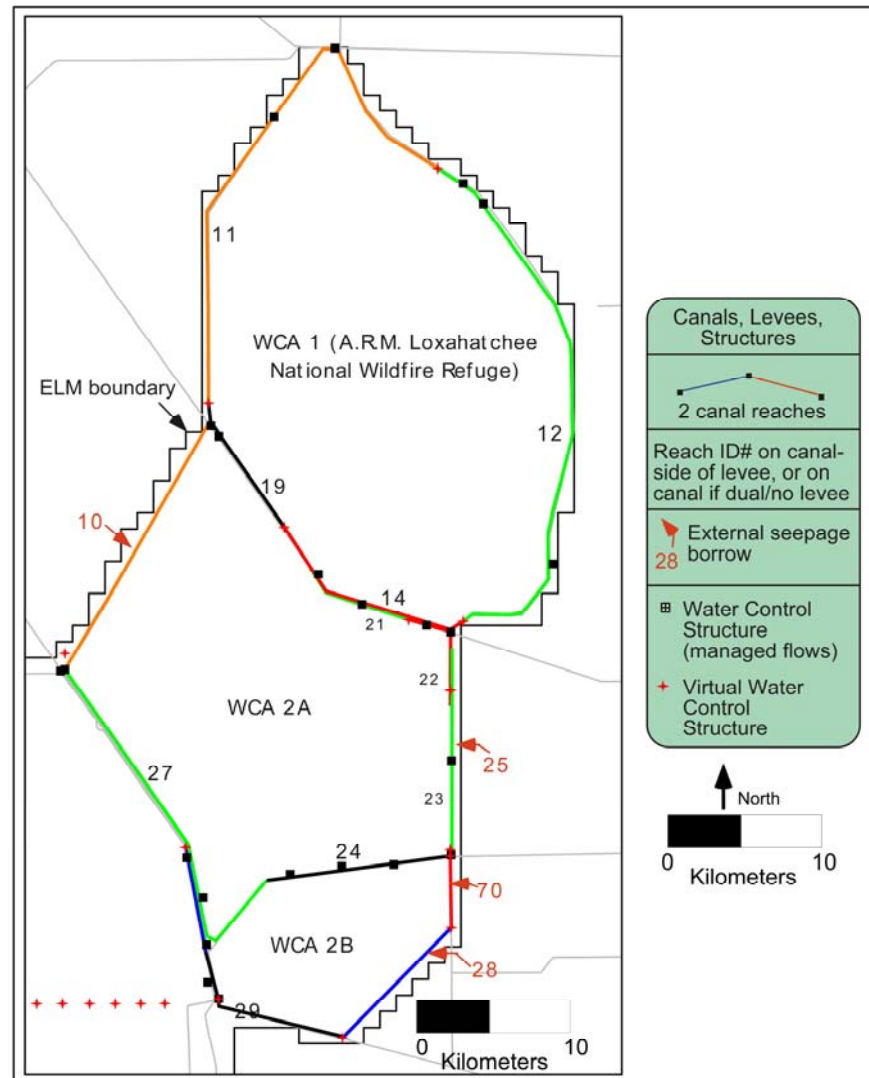 11
WCA 1 (A.R.M. Loxahatchee
National Wildfire Refuge)
ELM boundary
12
19
10
14
21
22
WCA 2A
25
27
23
24
70
WCA 2B
28
29
0 10
Kilometers
Canals, Levees,
Structures
2 canal reaches
Reach ID# on canal-
side of levee, or on
canal if dual/no levee
External seepage
28 borrow
Water Control
Structure
(managed flows)
Virtual Water
Control
Structure
North
0 10
Kilometers